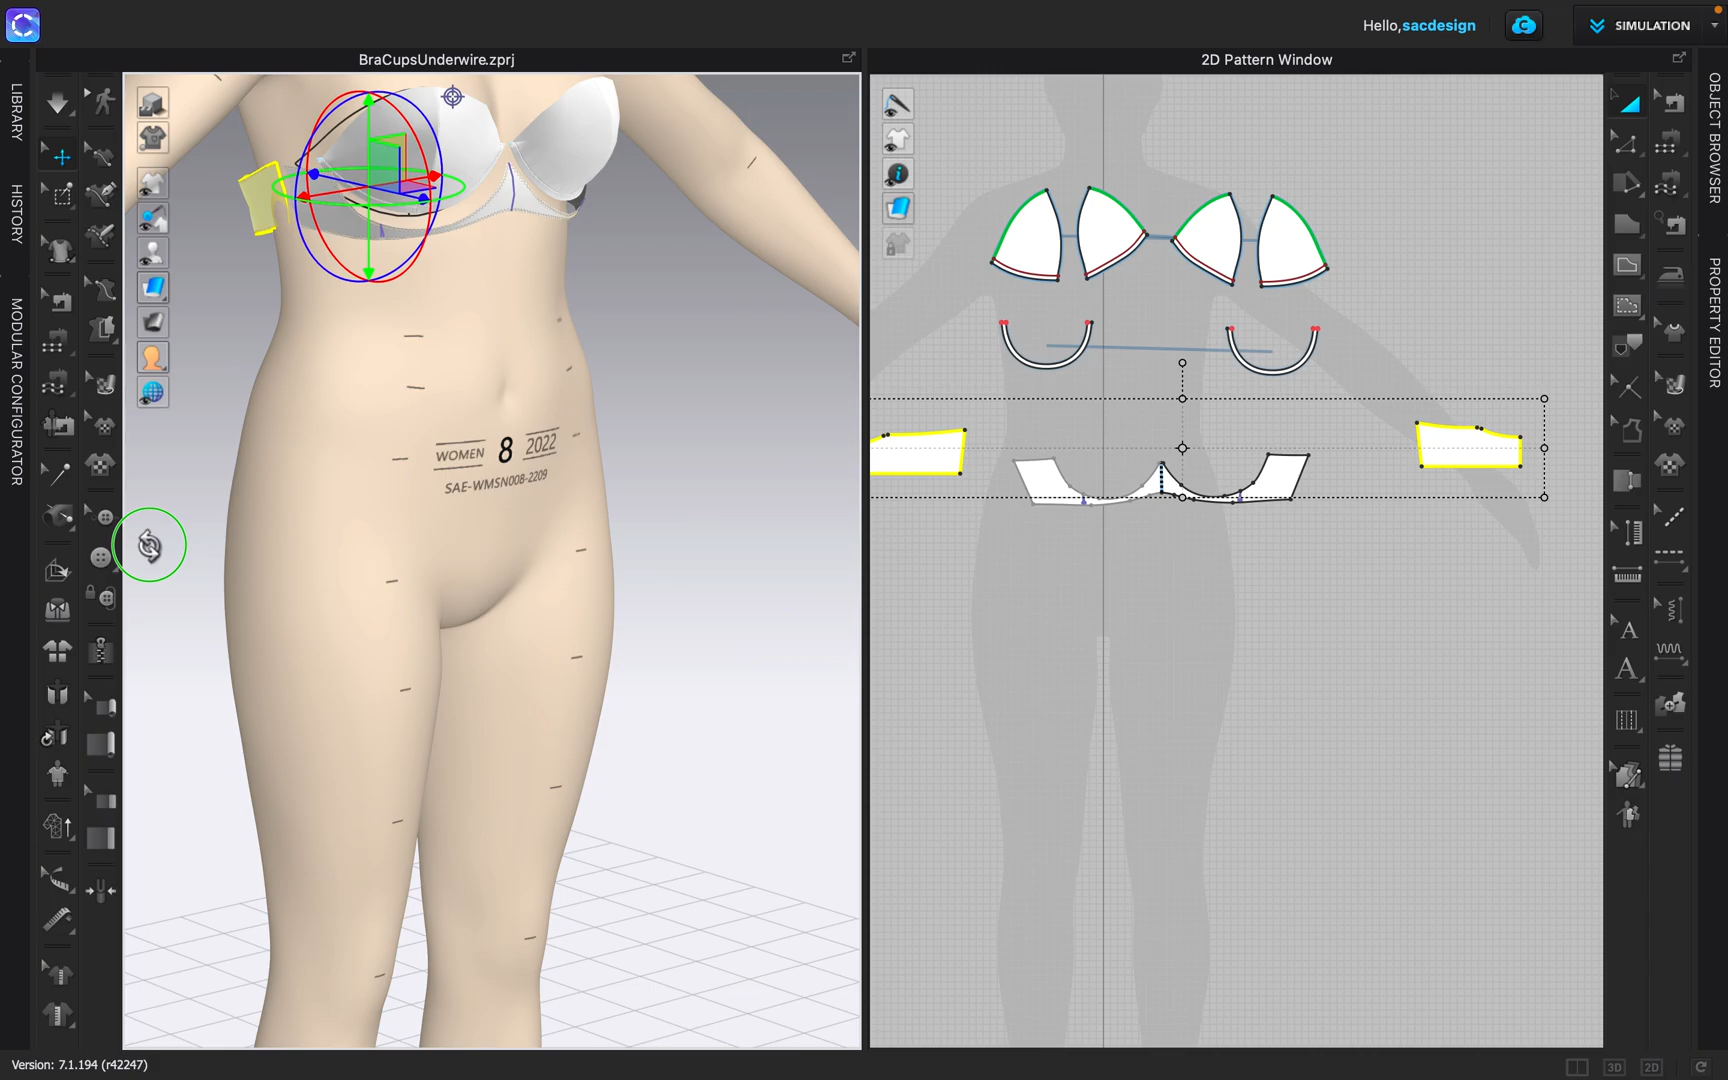 Hello,sacdesign
SIMULATION
BraCupsUnderwire.zprj
2D Pattern Window
LIBRARY
HISTORY
MODULAR CONFIGURATOR
OBJECT BROWSER
PROPERTY EDITOR
WOMEN 8 2022
SAE-WMSN008-2209
A
A
Version: 7.1.194 (r42247)
3D
2D